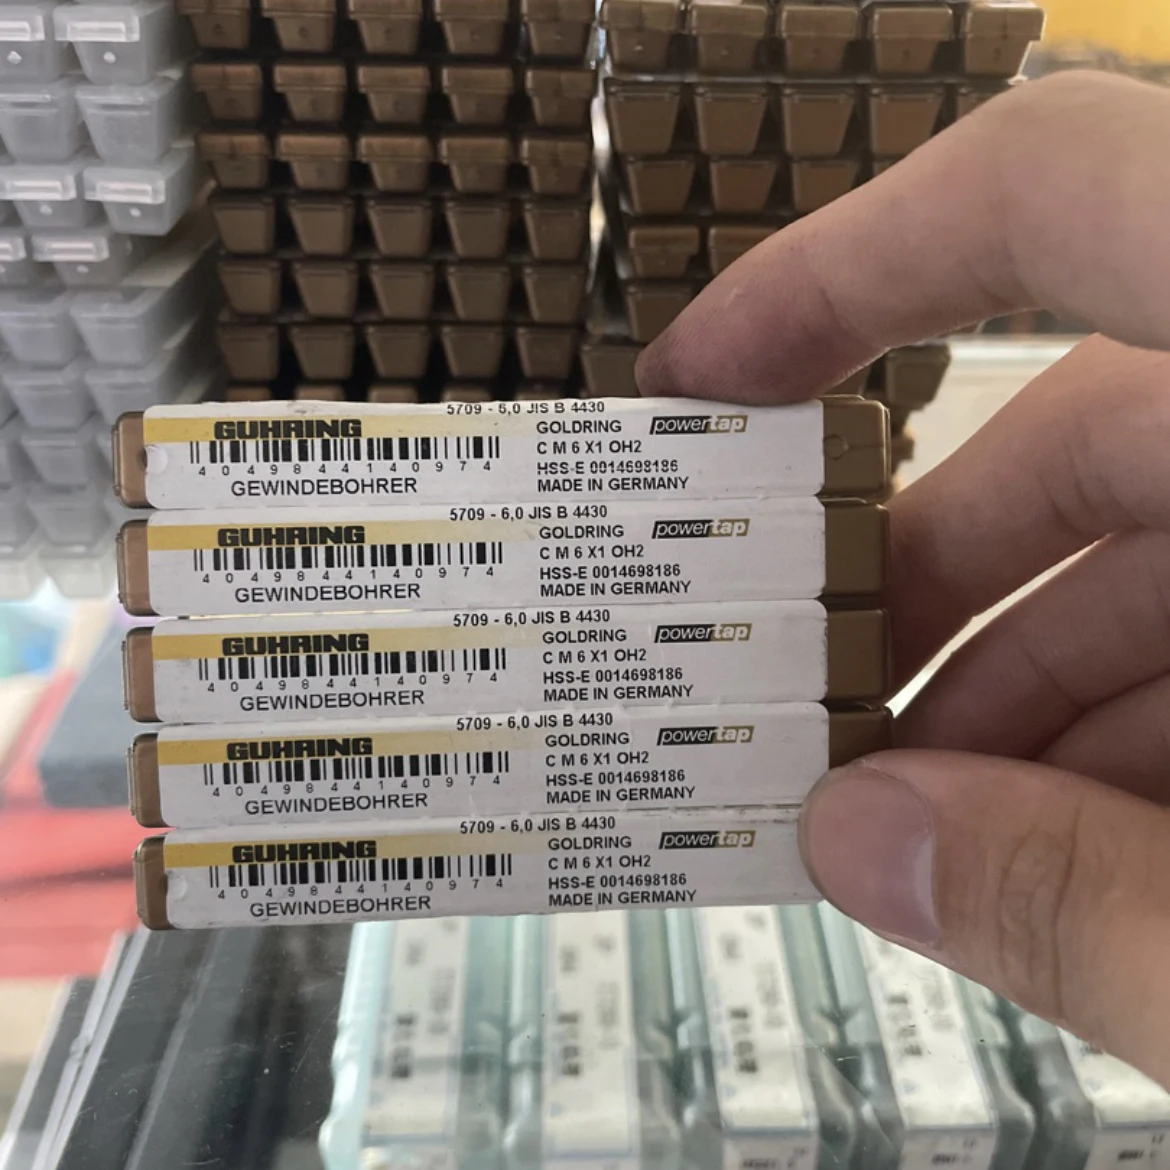 5709 - 6,0 JIS B 4430
GUHRING
GOLDRING powertap
C M 6 X1 OH2
4 0 4 9 8 4 4 1 4 0 9 7 4
HSS-E 0014698186
GEWINDEBOHRER
MADE IN GERMANY
5709 - 6,0 JIS B 4430
GUHRING
GOLDRING powertap
C M 6 X1 OH2
4 0 4 9 8 4 4 1 4 0 9 7 4
HSS-E 0014698186
GEWINDEBOHRER
MADE IN GERMANY
5709 - 6,0 JIS B 4430
GUHRING
GOLDRING powertap
C M 6 X1 OH2
4 0 4 9 8 4 4 1 4 0 9 7 4
HSS-E 0014698186
GEWINDEBOHRER
MADE IN GERMANY
5709 - 6,0 JIS B 4430
GUHRING
GOLDRING powertap
C M 6 X1 OH2
4 0 4 9 8 4 4 1 4 0 9 7 4
HSS-E 0014698186
GEWINDEBOHRER
MADE IN GERMANY
5709 - 6,0 JIS B 4430
GUHRING
GOLDRING powertap
C M 6 X1 OH2
4 0 4 9 8 4 4 1 4 0 9 7 4
HSS-E 0014698186
GEWINDEBOHRER
MADE IN GERMANY